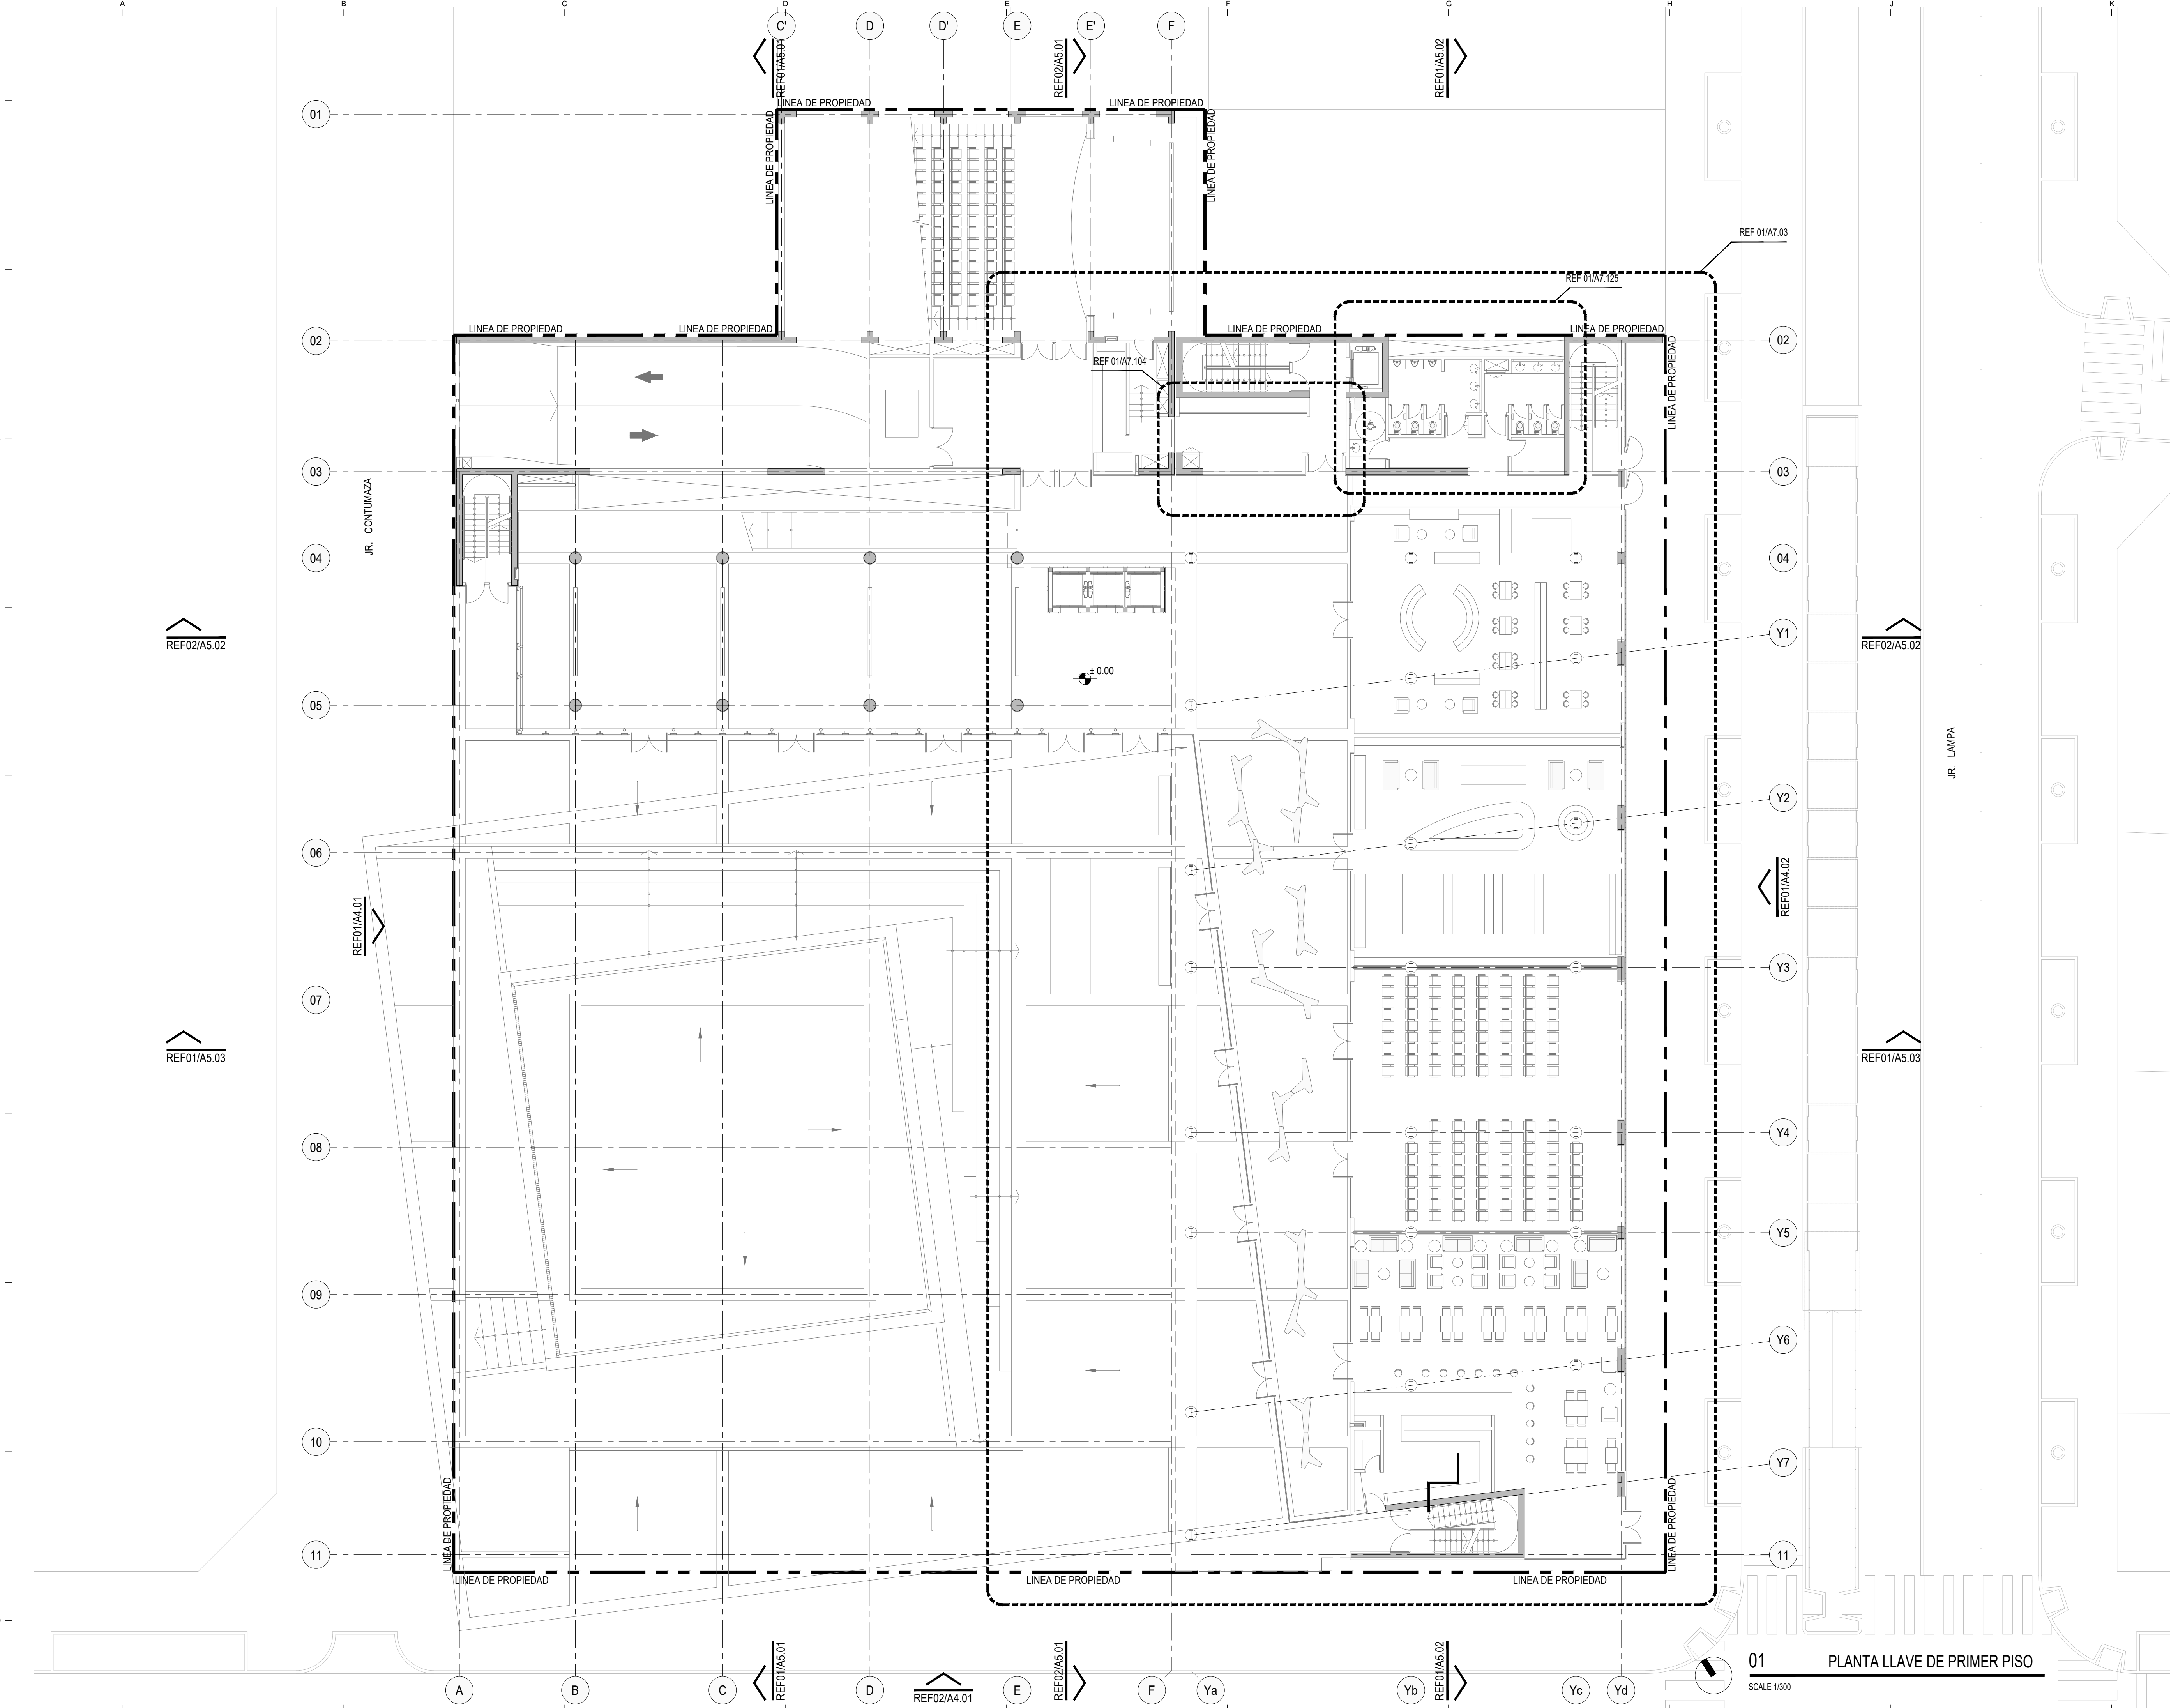 A B C D E F G H J K
C' D D' E E' F
REF01/A5.01
REF02/A5.01
REF01/A5.02
LINEA DE PROPIEDAD
LINEA DE PROPIEDAD
01
LINEA DE PROPIEDAD
LINEA DE PROPIEDAD
REF 01/A7.03
REF 01/A7.125
LINEA DE PROPIEDAD
LINEA DE PROPIEDAD
LINEA DE PROPIEDAD
LINEA DE PROPIEDAD
02
02
LINEA DE PROPIEDAD
REF 01/A7.104
03
03
JR. CONTUMAZA
04
04
Y1
REF02/A5.02
REF02/A5.02
± 0.00
05
JR. LAMPA
Y2
06
REF01/A4.02
REF01/A4.01
Y3
07
REF01/A5.03
REF01/A5.03
Y4
08
Y5
09
Y6
10
Y7
LINEA DE PROPIEDAD
LINEA DE PROPIEDAD
11
11
LINEA DE PROPIEDAD
LINEA DE PROPIEDAD
LINEA DE PROPIEDAD
REF01/A5.01
REF02/A5.01
REF01/A5.02
01 PLANTA LLAVE DE PRIMER PISO
SCALE 1/300
A B C D E F Ya Yb Yc Yd
REF02/A4.01